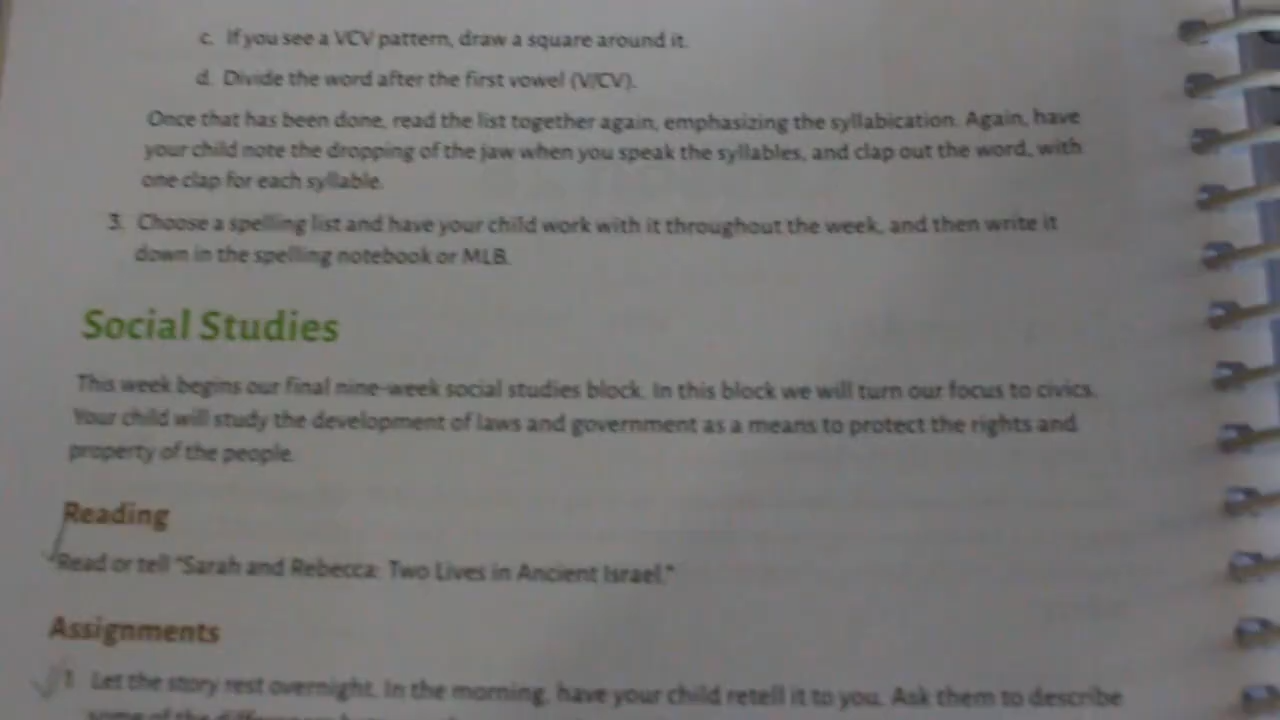 c. If you see a VCV pattern, draw a square around it.
d. Divide the word after the first vowel (V/CV).
Once that has been done, read the list together again, emphasizing the syllabication. Again, have
your child note the dropping of the jaw when you speak the syllables, and clap out the word, with
one clap for each syllable.
3. Choose a spelling list and have your child work with it throughout the week, and then write it
down in the spelling notebook or MLB.
Social Studies
This week begins our final nine-week social studies block. In this block we will turn our focus to civics.
Your child will study the development of laws and government as a means to protect the rights and
property of the people.
Reading
Read or tell "Sarah and Rebecca: Two Lives in Ancient Israel."
Assignments
1. Let the story rest overnight. In the morning, have your child retell it to you. Ask them to describe
some of the